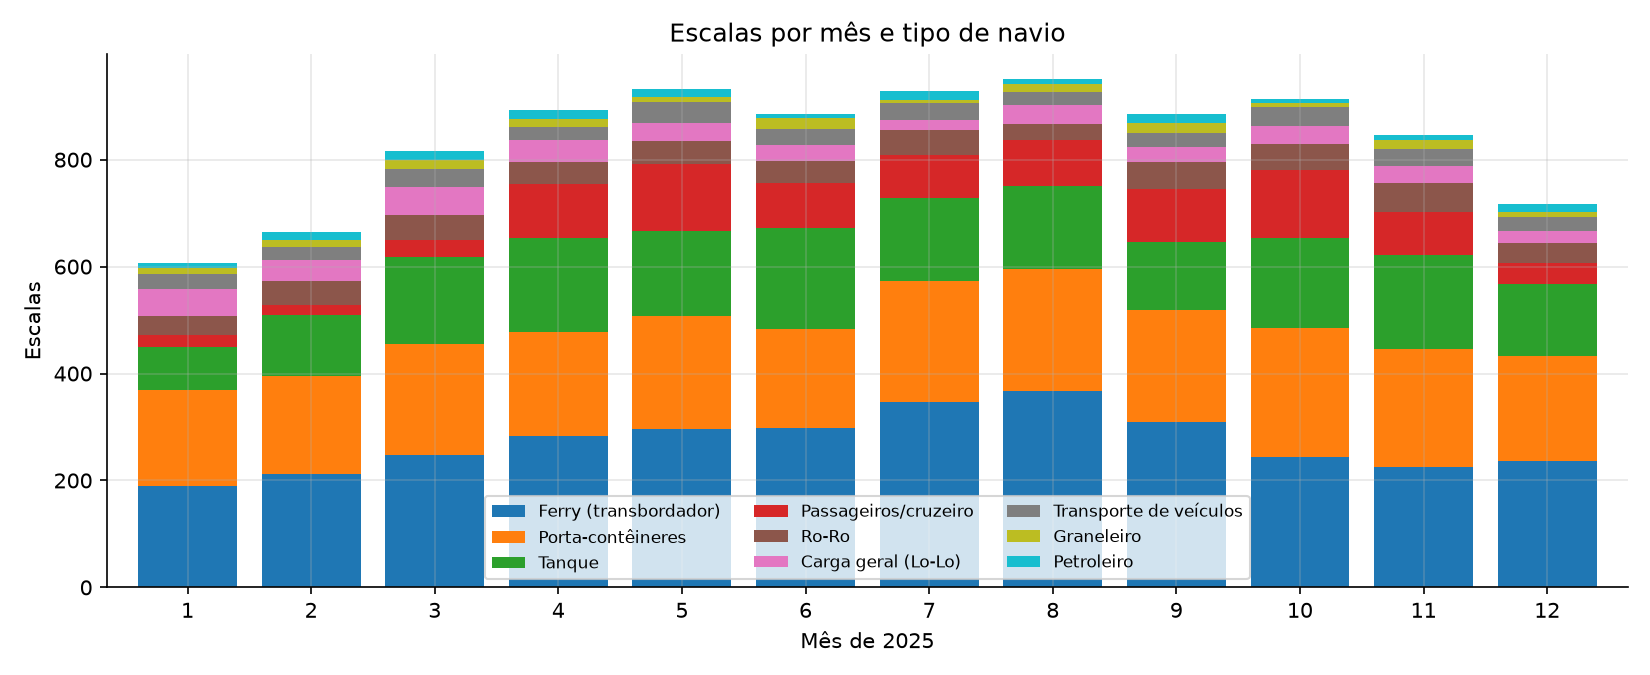 Escalas por mês e tipo de navio
Escalas
800
600
400
200
0
Ferry (transbordador)
Porta-contêineres
Tanque
Passageiros/cruzeiro
Ro-Ro
Carga geral (Lo-Lo)
Transporte de veículos
Graneleiro
Petroleiro
1 2 3 4 5 6 7 8 9 10 11 12
Mês de 2025